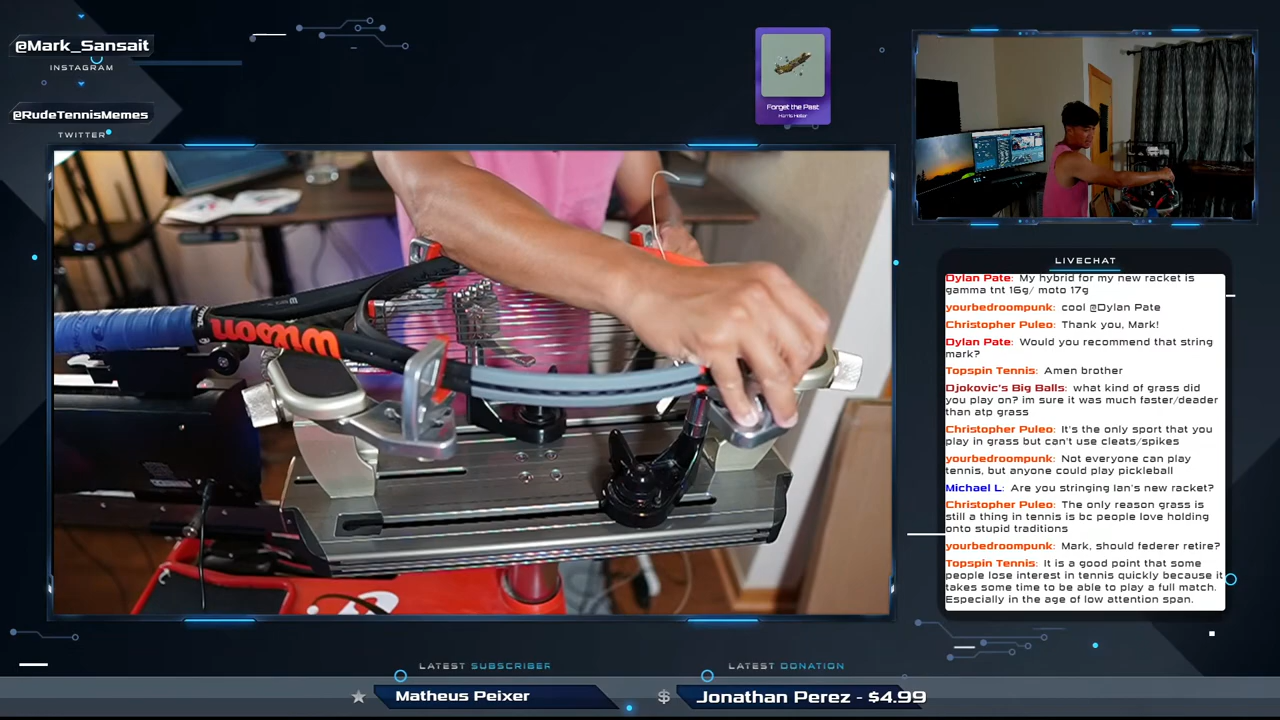 @Mark_Sansait
INSTAGRAM
@RudeTennisMemes
TWITTER
Forget the Past
Harris Heller
Wilson
LIVECHAT
Dylan Pate: My hybrid for my new racket is
gamma tnt 16g/ moto 17g
yourbedroompunk: cool @Dylan Pate
Christopher Puleo: Thank you, Mark!
Dylan Pate: Would you recommend that string
mark?
Topspin Tennis: Amen brother
Djokovic's Big Balls: what kind of grass did
you play on? im sure it was much faster/deader
than atp grass
Christopher Puleo: It's the only sport that you
play in grass but can't use cleats/spikes
yourbedroompunk: Not everyone can play
tennis, but anyone could play pickleball
Michael L: Are you stringing Ian's new racket?
Christopher Puleo: The only reason grass is
still a thing in tennis is bc people love holding
onto stupid traditions
yourbedroompunk: Mark, should federer retire?
Topspin Tennis: It is a good point that some
people lose interest in tennis quickly because it
takes some time to be able to play a full match.
Especially in the age of low attention span.
LATEST SUBSCRIBER
Matheus Peixer
LATEST DONATION
$ Jonathan Perez - $4.99